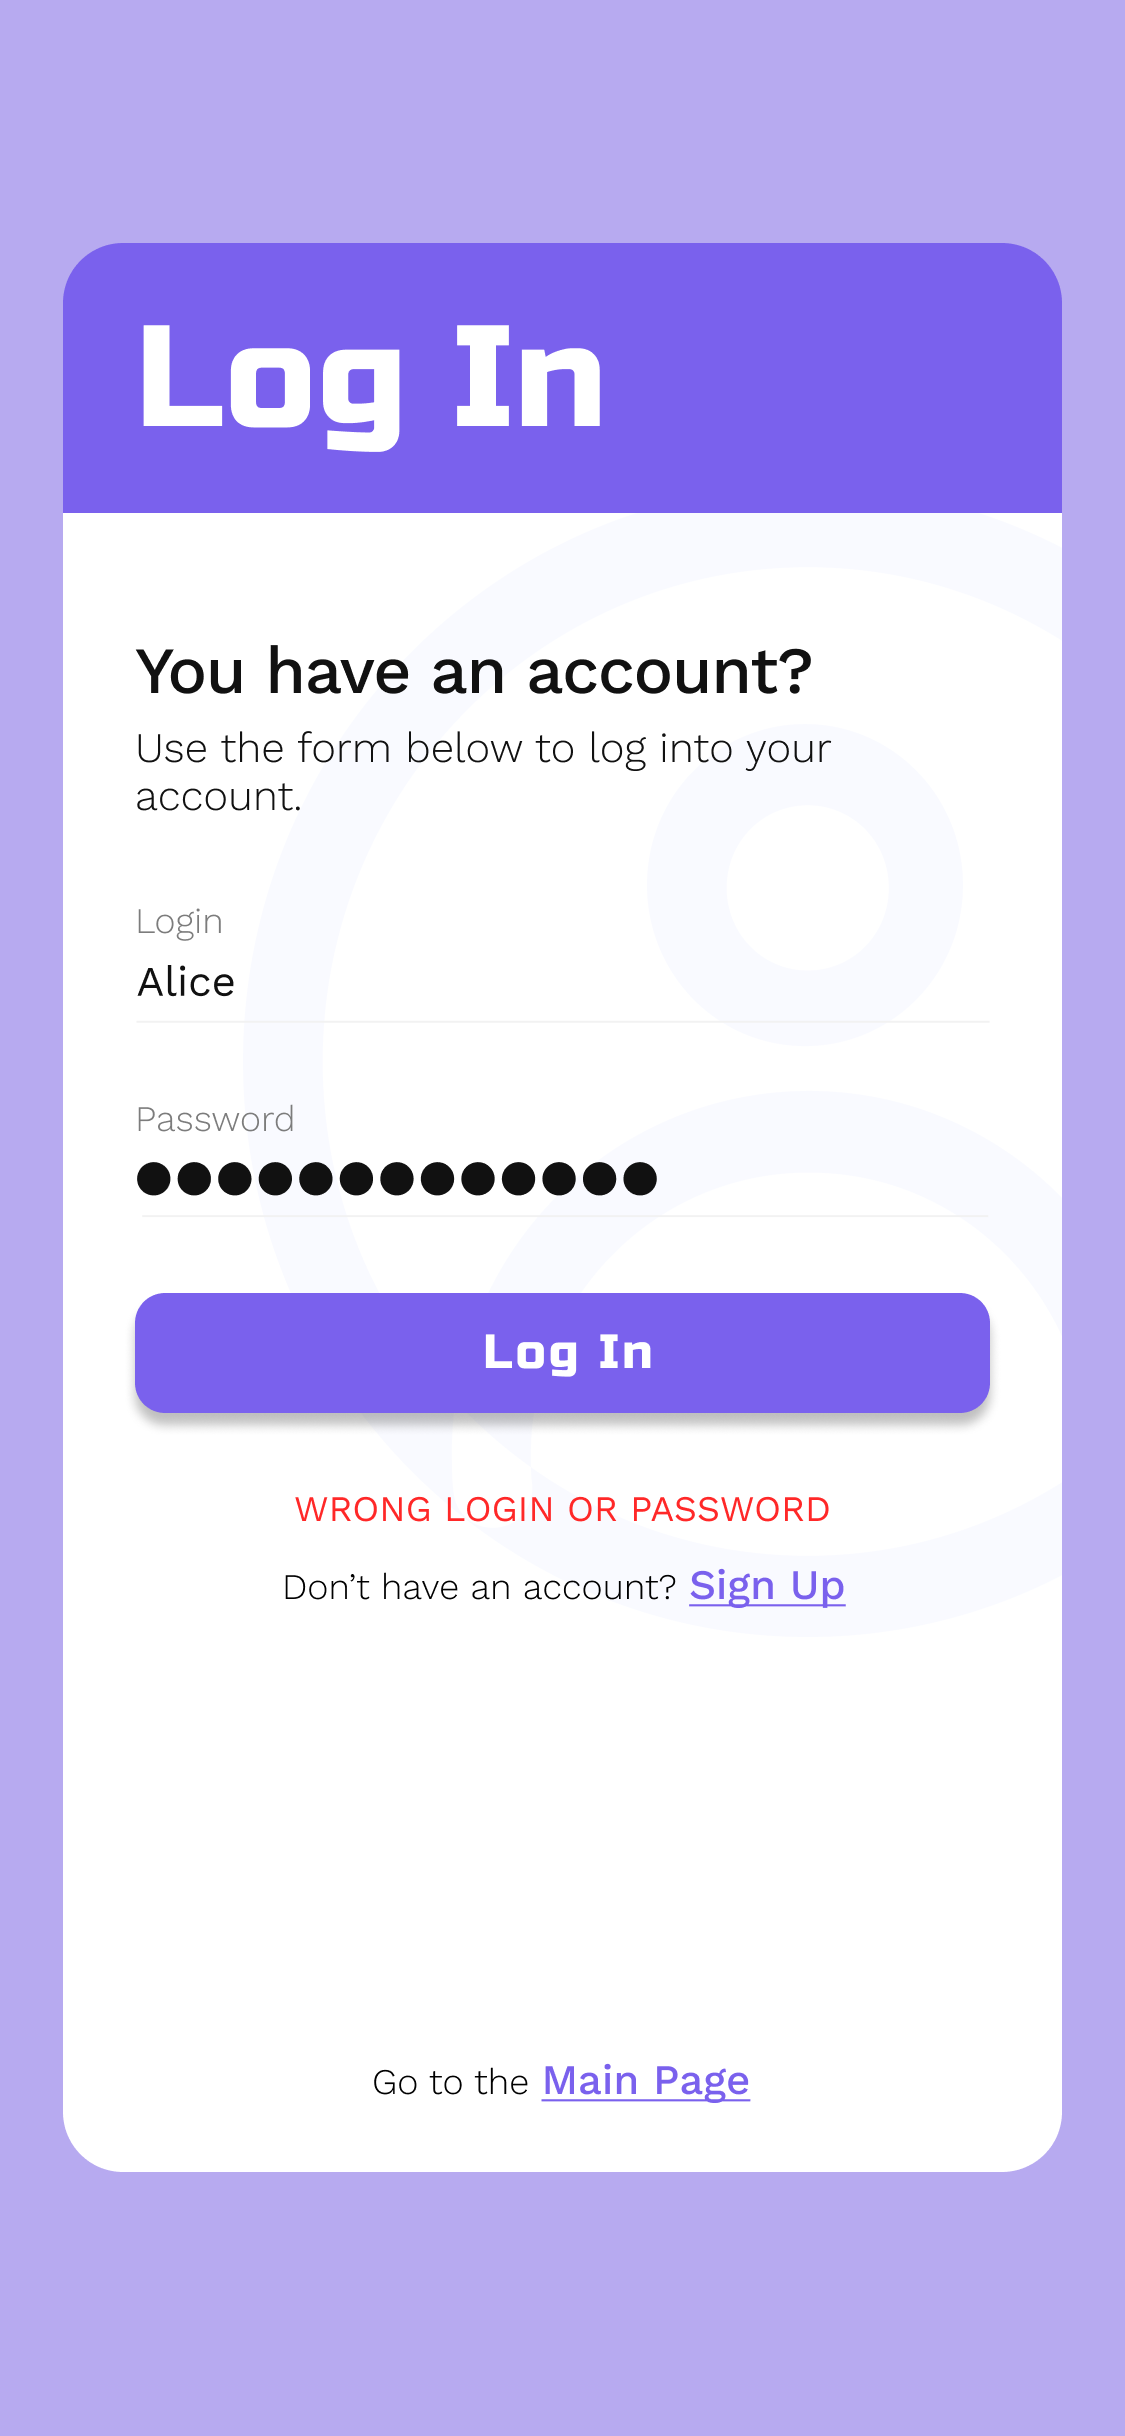 Log In
You have an account?
Use the form below to log into your
account.
Login
Alice
Password
●●●●●●●●●●●●●
Log In
WRONG LOGIN OR PASSWORD
Don’t have an account? Sign Up
Go to the Main Page